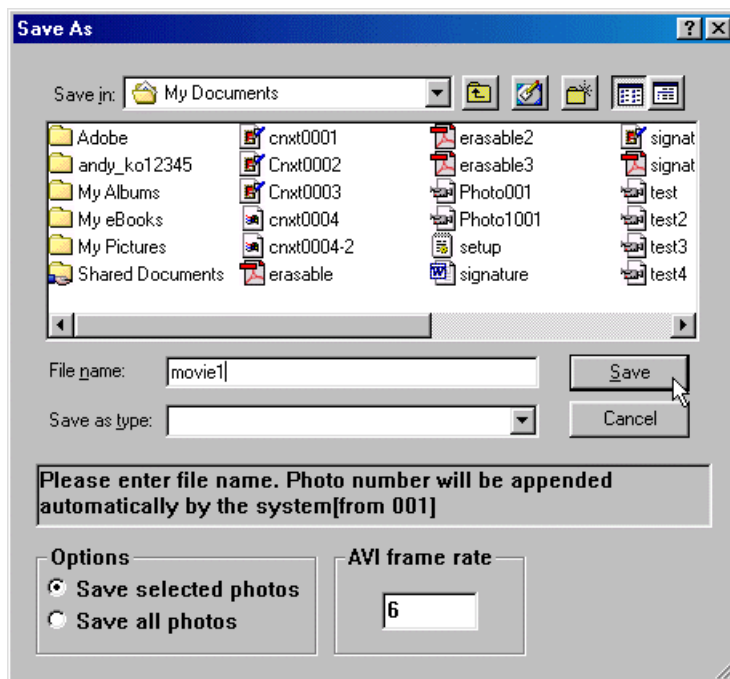 Save As
Save in: My Documents
Adobe
andy_ko12345
My Albums
My eBooks
My Pictures
Shared Documents
cnxt0001
Cnxt0002
Cnxt0003
cnxt0004
cnxt0004-2
erasable
erasable2
erasable3
Photo001
Photo1001
setup
signature
signat
signat
test
test2
test3
test4
File name: movie1
Save
Save as type:
Cancel
Please enter file name. Photo number will be appended
automatically by the system[from 001]
Options
Save selected photos
Save all photos
AVI frame rate
6